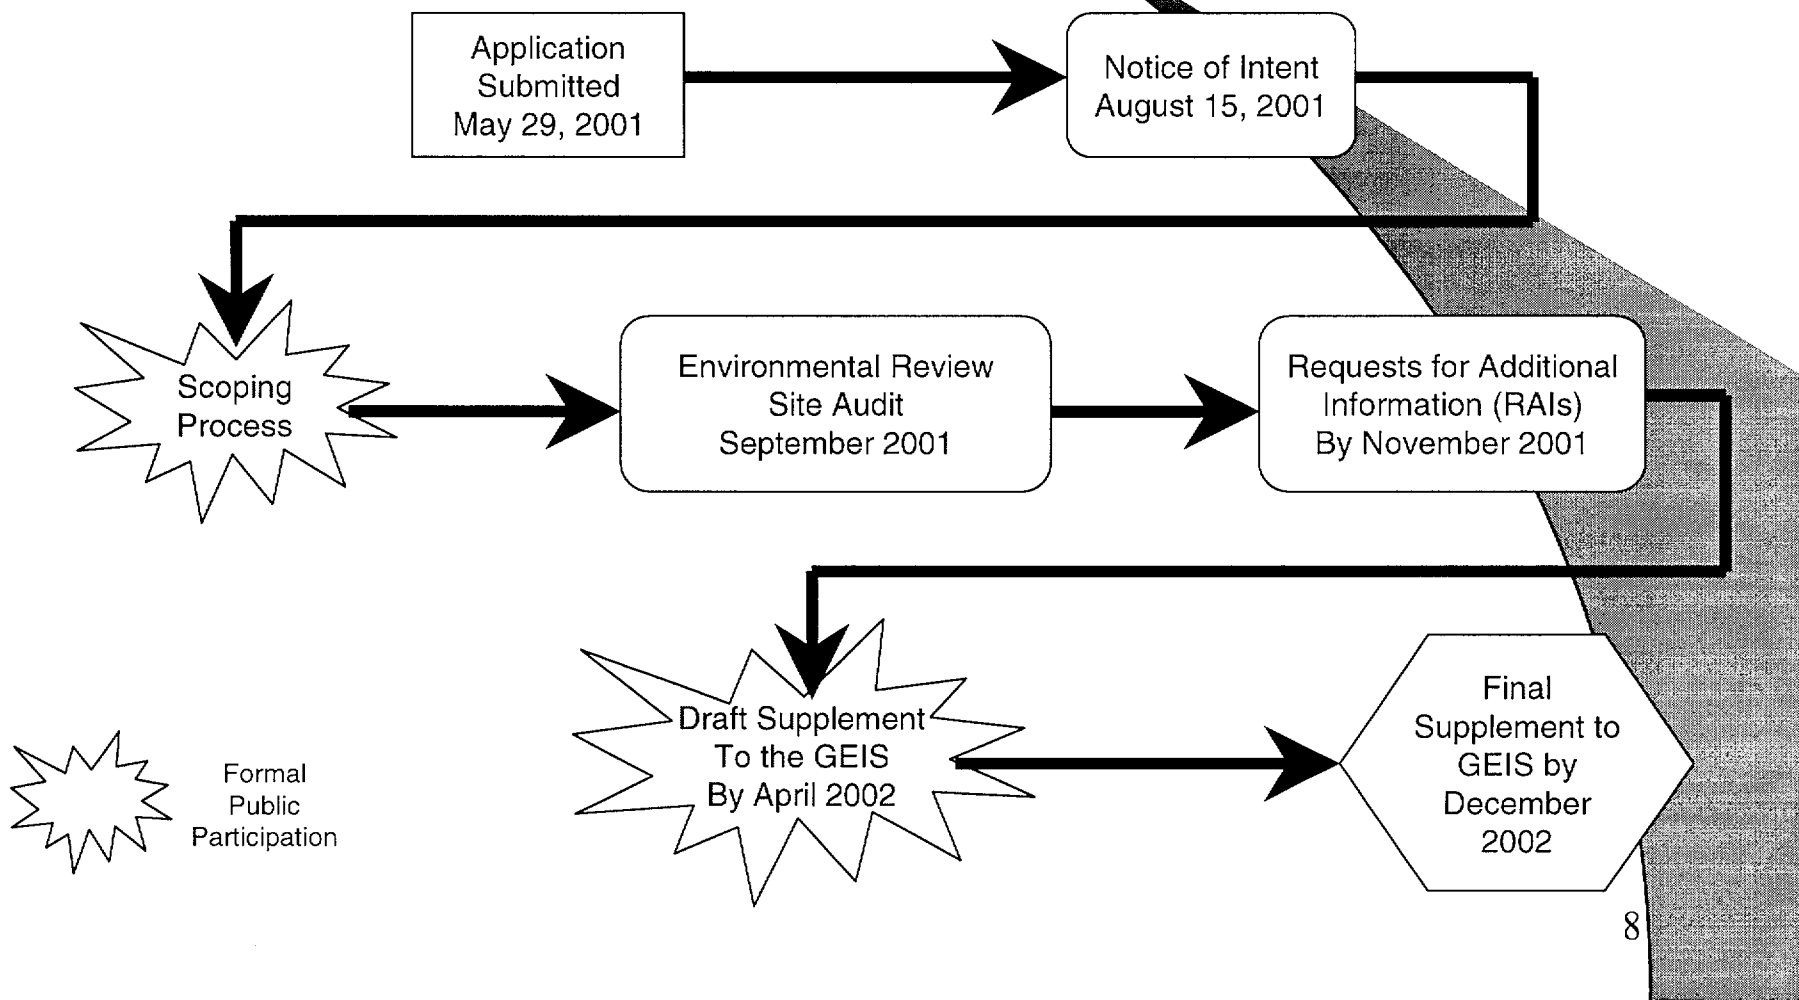 Application
Submitted
May 29, 2001
Notice of Intent
August 15, 2001
Scoping
Process
Environmental Review
Site Audit
September 2001
Requests for Additional
Information (RAIs)
By November 2001
Draft Supplement
To the GEIS
By April 2002
Final
Supplement to
GEIS by
December
2002
Formal
Public
Participation
8